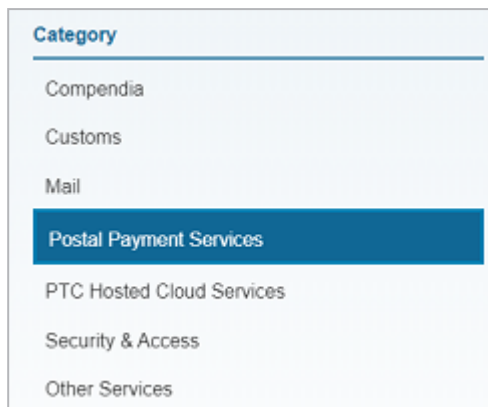 Category
Compendia
Customs
Mail
Postal Payment Services
PTC Hosted Cloud Services
Security & Access
Other Services